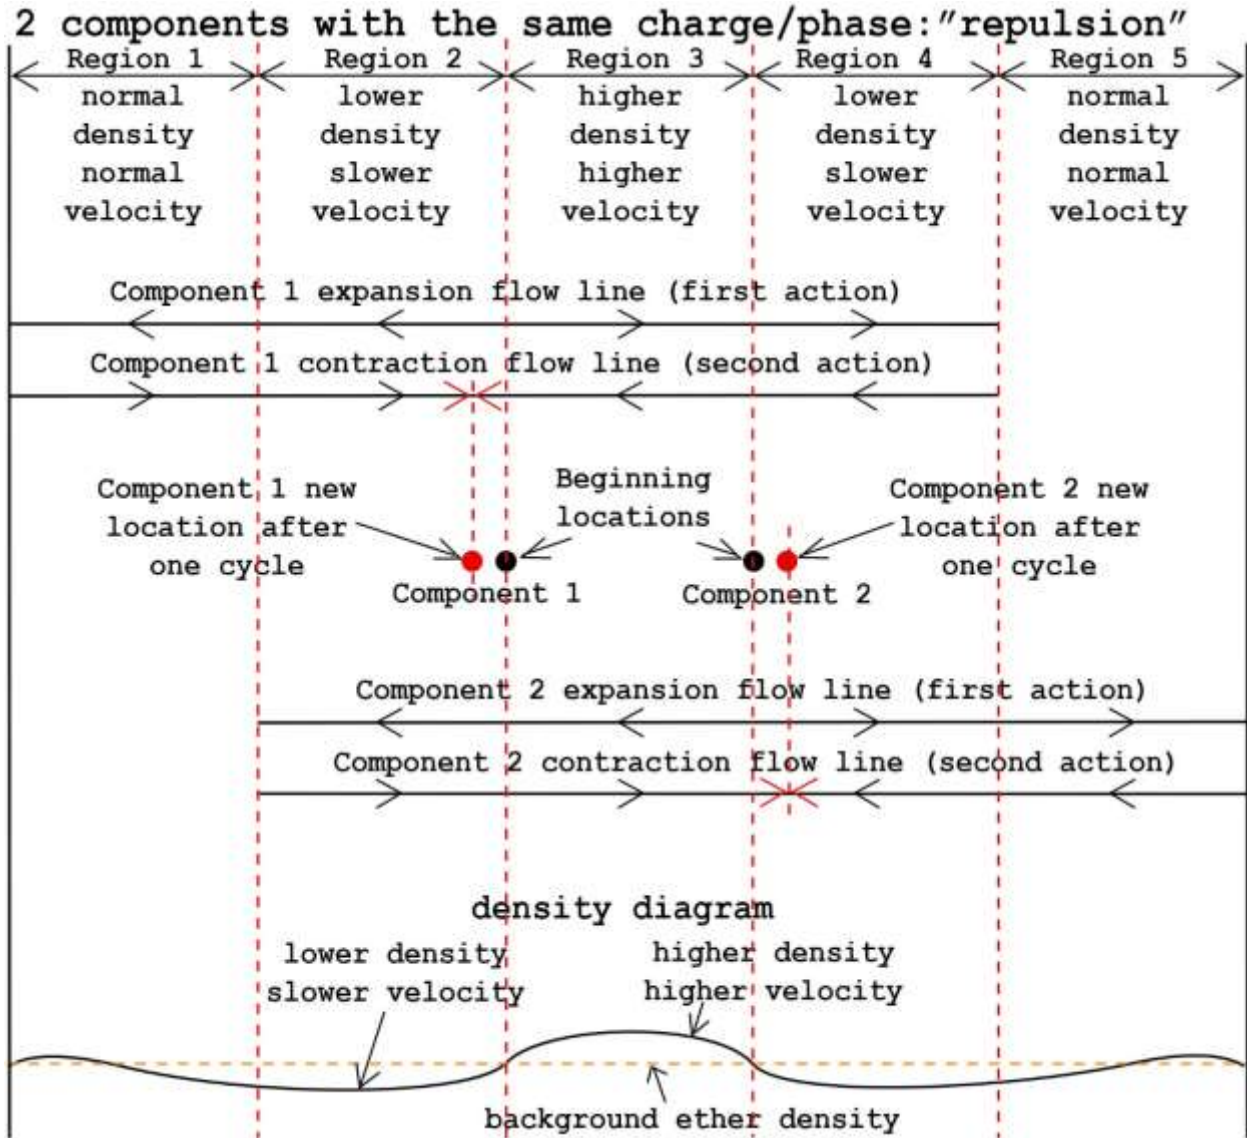 2 components with the same charge/phase:"repulsion"
Region 1 Region 2 Region 3 Region 4 Region 5
normal lower higher lower normal
density density density density density
normal slower higher slower normal
velocity velocity velocity velocity velocity
Component 1 expansion flow line (first action)
Component 1 contraction flow line (second action)
Component 1 new
location after
one cycle
Beginning
locations
Component 2 new
location after
one cycle
Component 1
Component 2
Component 2 expansion flow line (first action)
Component 2 contraction flow line (second action)
density diagram
lower density
slower velocity
higher density
higher velocity
background ether density